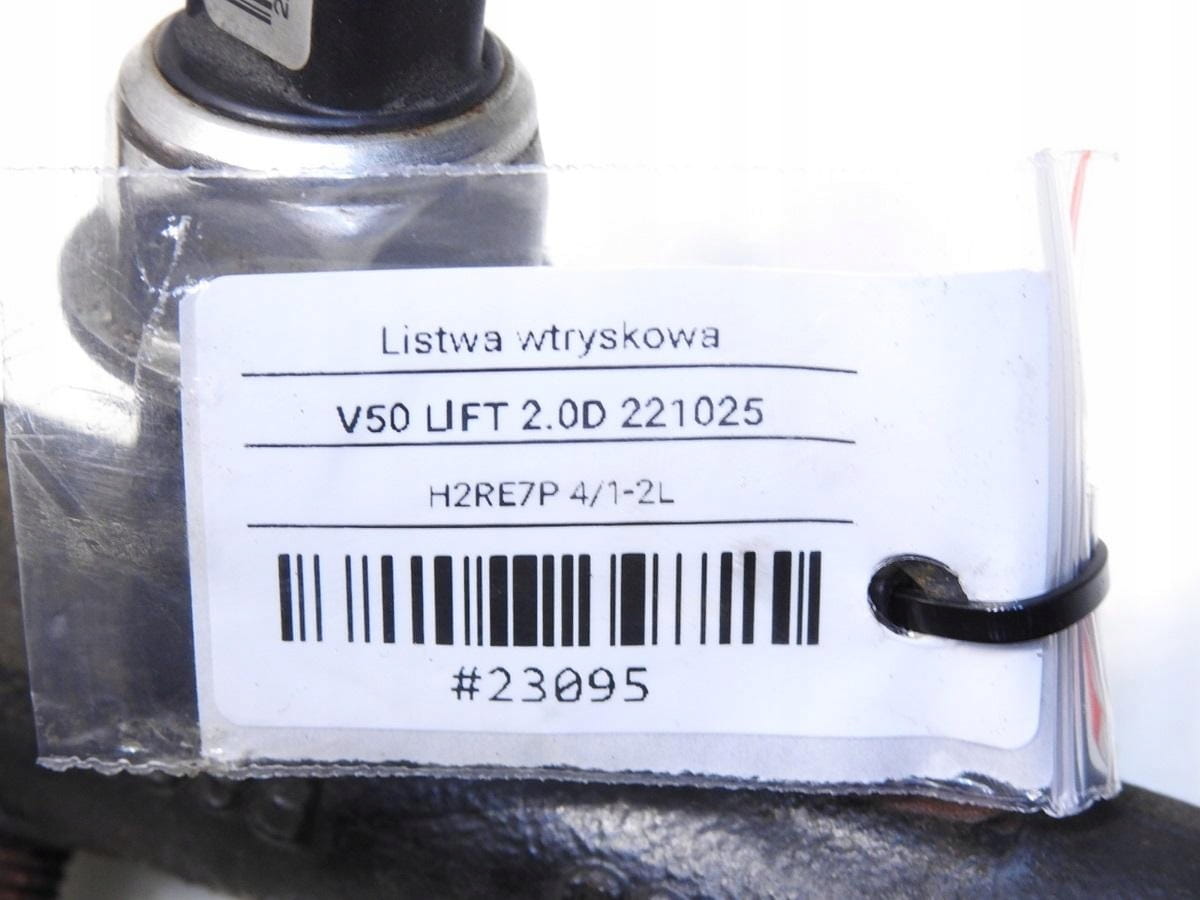 Listwa wtryskowa
V50 LIFT 2.0D 221025
H2RE7P 4/1-2L
#23095